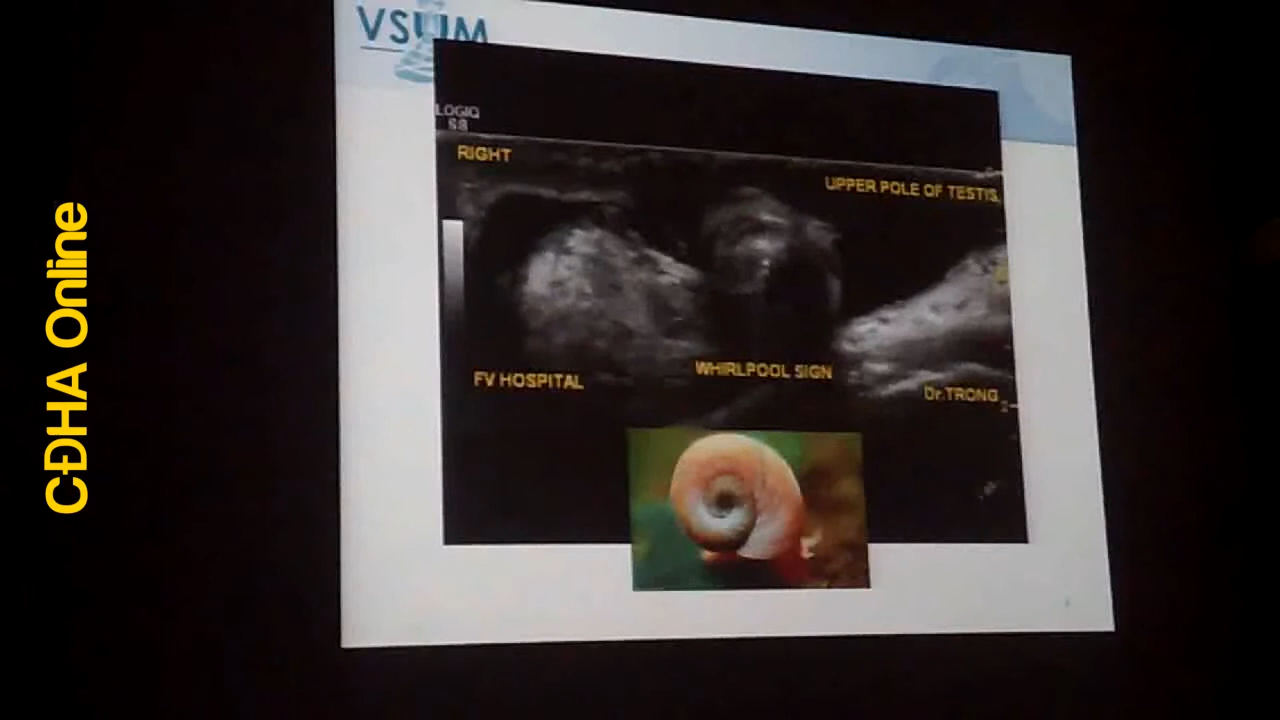 CĐHA Online
VSUM
LOGIQ
S8
RIGHT
UPPER POLE OF TESTIS,
FV HOSPITAL
WHIRLPOOL SIGN
Dr.TRONG